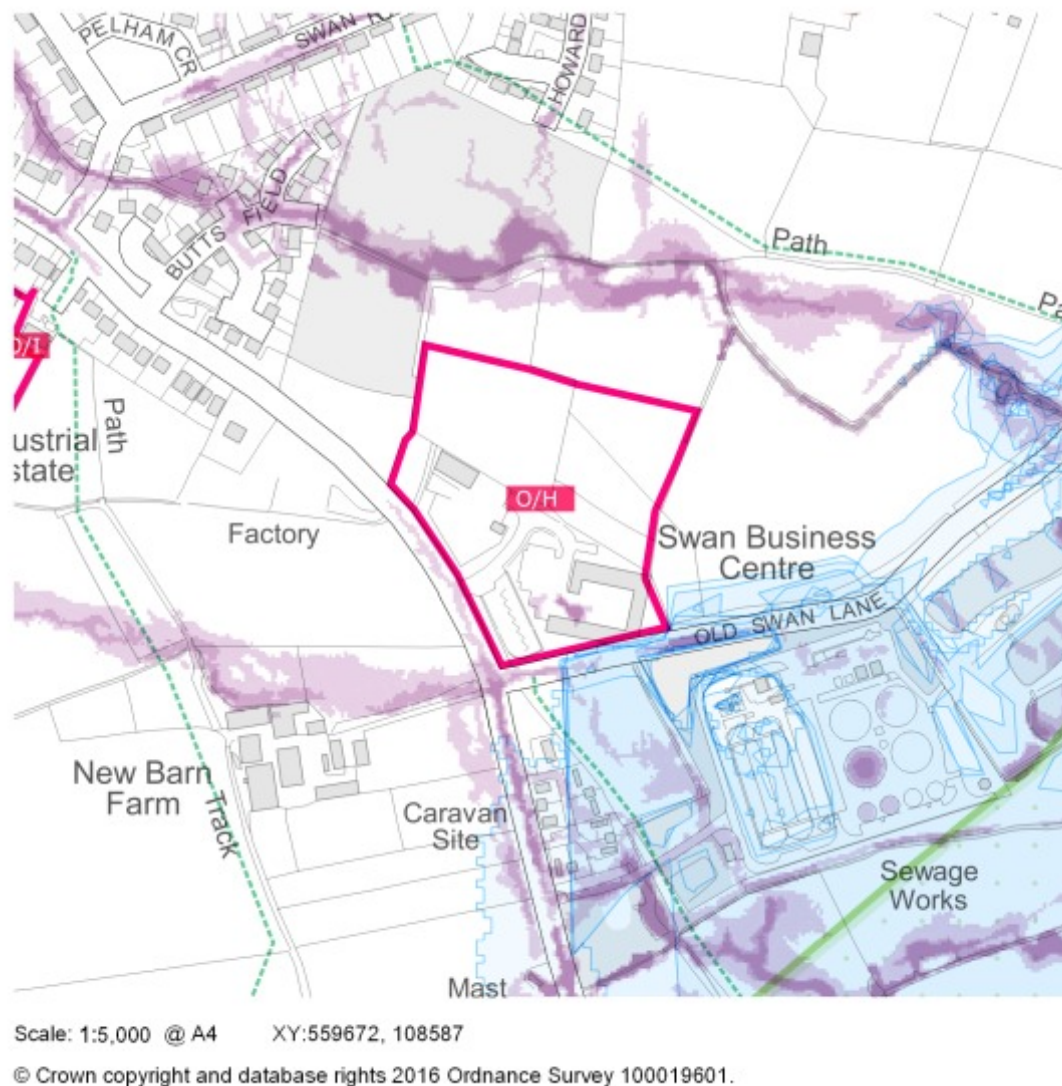 PELHAM CR
SWAN R
HOWARD
BUTTS FIELD
Path
Pa
O/I
Path
ustrial
state
O/H
Factory
Swan Business
Centre
OLD SWAN LANE
New Barn
Farm
Track
Caravan
Site
Sewage
Works
Mast
Scale: 1:5,000 @ A4 XY:559672, 108587
© Crown copyright and database rights 2016 Ordnance Survey 100019601.